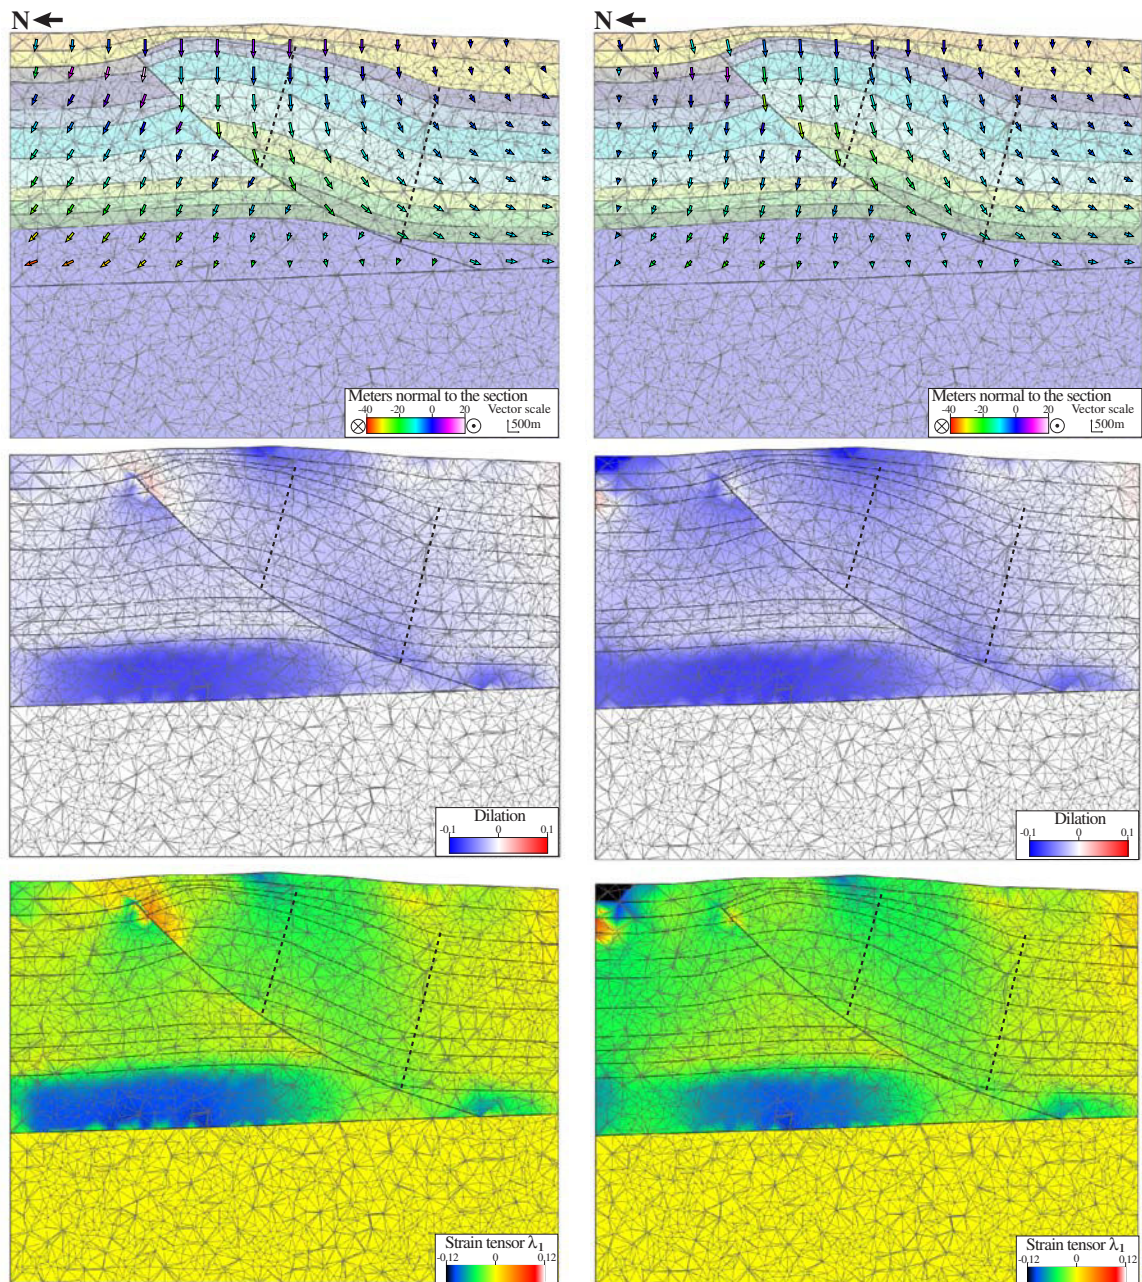 N
N
Meters normal to the section
-40 -20 0 20
Vector scale
500m
Meters normal to the section
-40 -20 0 20
Vector scale
500m
Dilation
-0.1 0 0.1
Dilation
-0.1 0 0.1
Strain tensor λ1
-0,12 0 0,12
Strain tensor λ1
-0,12 0 0,12